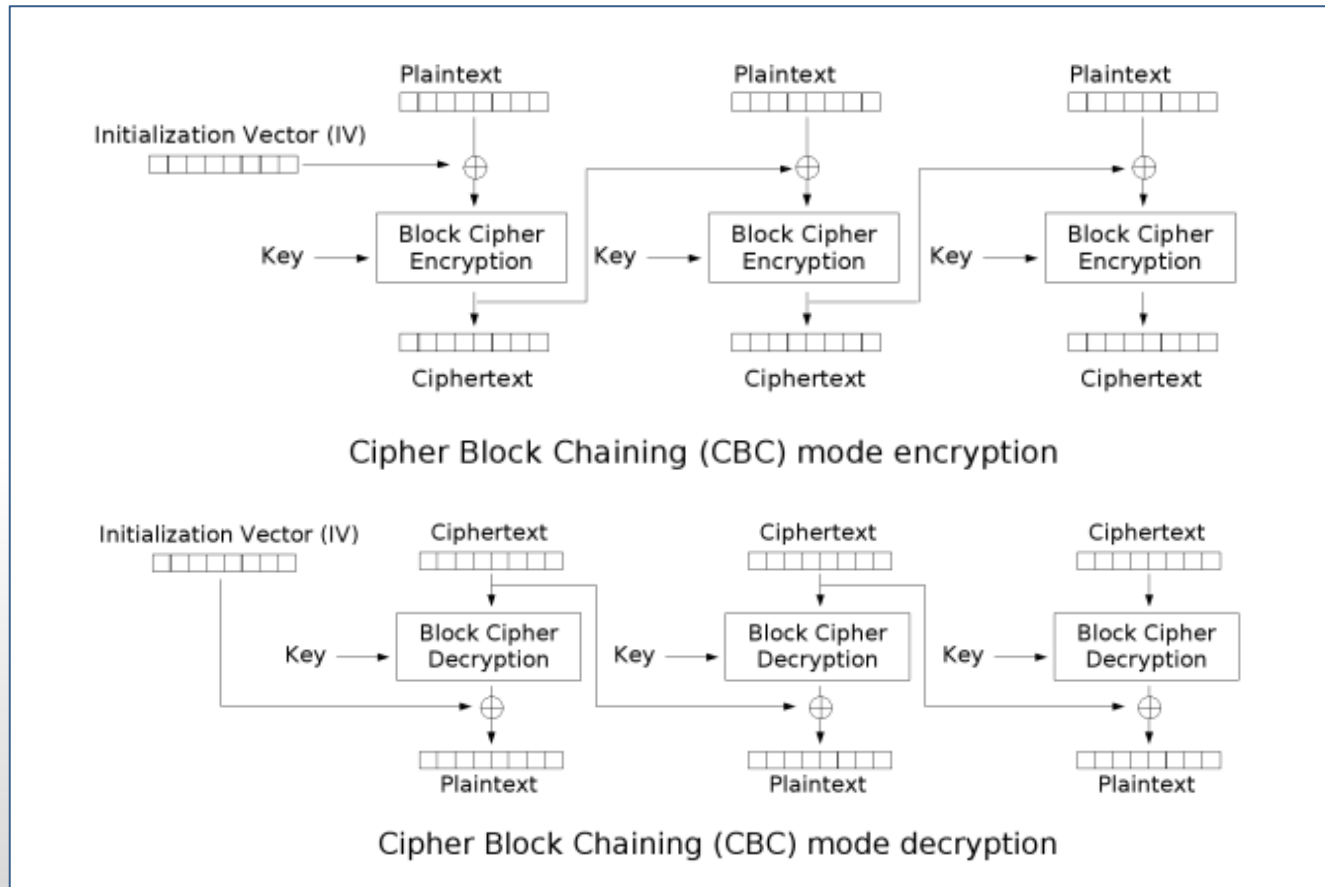 Plaintext Plaintext Plaintext
Initialization Vector (IV)
Key Block Cipher Encryption Key Block Cipher Encryption Key Block Cipher Encryption
Ciphertext Ciphertext Ciphertext
Cipher Block Chaining (CBC) mode encryption
Initialization Vector (IV) Ciphertext Ciphertext Ciphertext
Key Block Cipher Decryption Key Block Cipher Decryption Key Block Cipher Decryption
Plaintext Plaintext Plaintext
Cipher Block Chaining (CBC) mode decryption